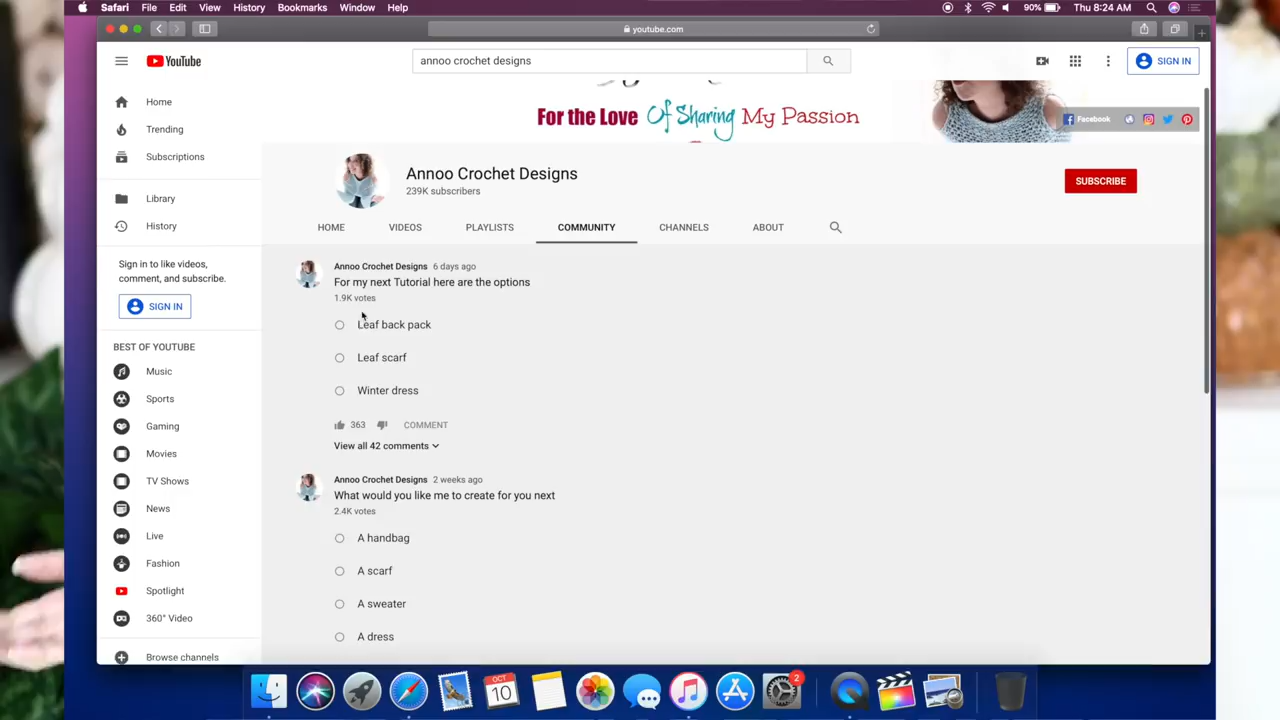 Safari File Edit View History Bookmarks Window Help 90% Thu 8:24 AM
youtube.com
YouTube
annoo crochet designs
SIGN IN
For the Love Of Sharing My Passion
Facebook
Home
Trending
Subscriptions
Library
History
Sign in to like videos,
comment, and subscribe.
SIGN IN
BEST OF YOUTUBE
Music
Sports
Gaming
Movies
TV Shows
News
Live
Fashion
Spotlight
360° Video
Browse channels
Annoo Crochet Designs
239K subscribers
SUBSCRIBE
HOME VIDEOS PLAYLISTS COMMUNITY CHANNELS ABOUT
Annoo Crochet Designs 6 days ago
For my next Tutorial here are the options
1.9K votes
Leaf back pack
Leaf scarf
Winter dress
363 COMMENT
View all 42 comments
Annoo Crochet Designs 2 weeks ago
What would you like me to create for you next
2.4K votes
A handbag
A scarf
A sweater
A dress
OCT
10
2